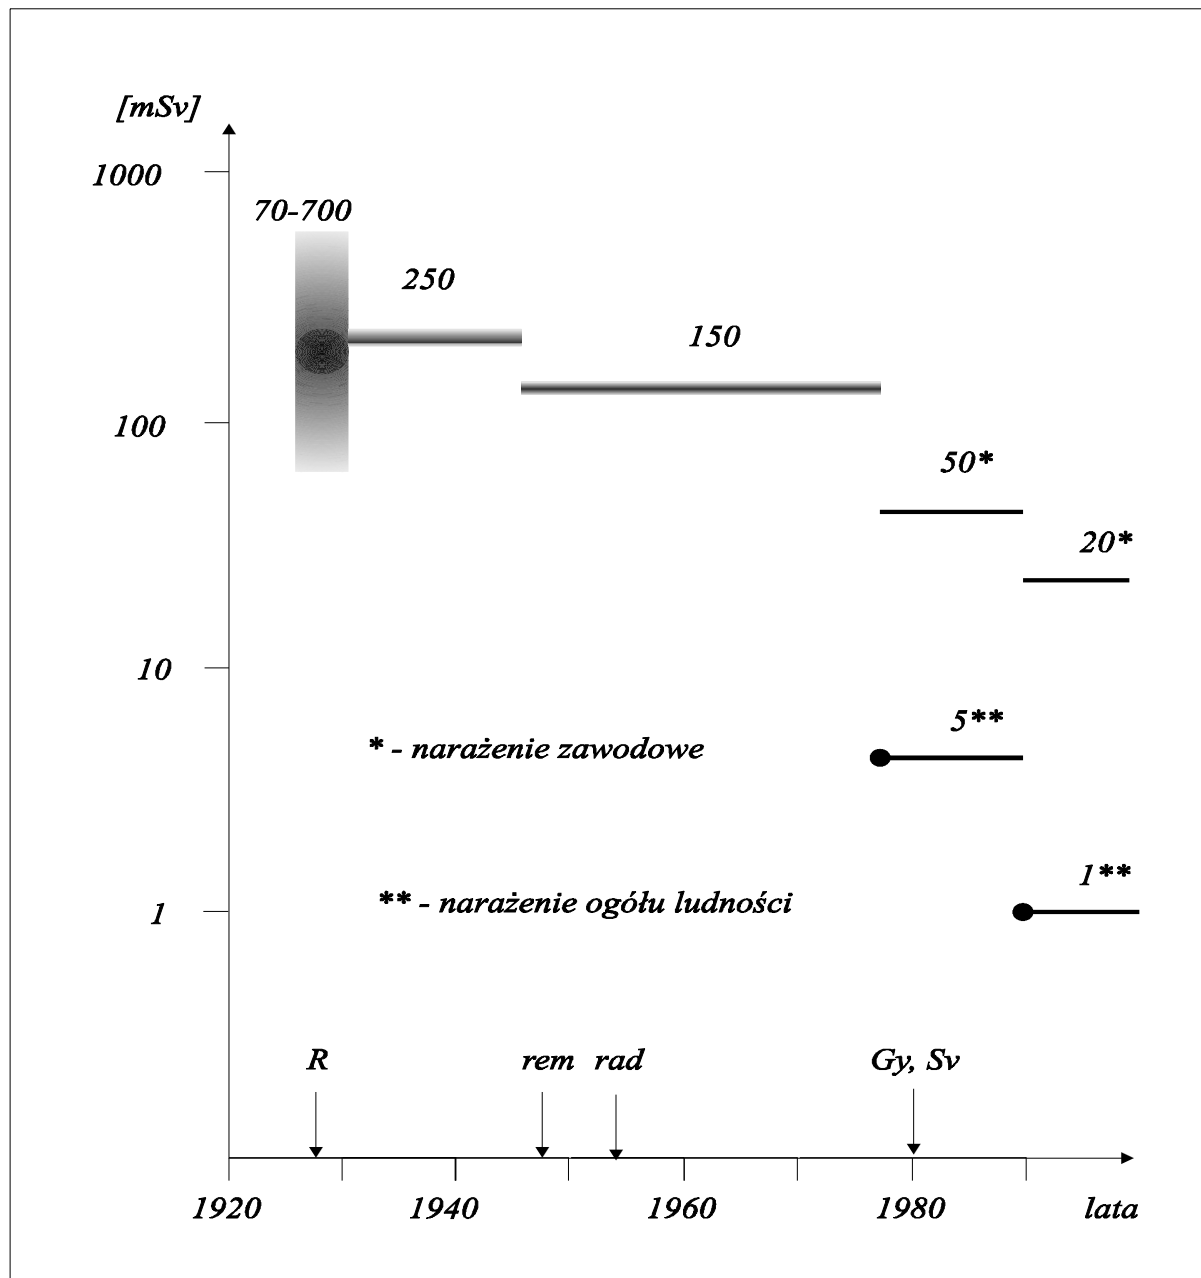 [mSv]
1000
70-700
250
150
100
50*
20*
10
5**
* - narażenie zawodowe
1**
** - narażenie ogółu ludności
1
R rem rad Gy, Sv
1920 1940 1960 1980 lata